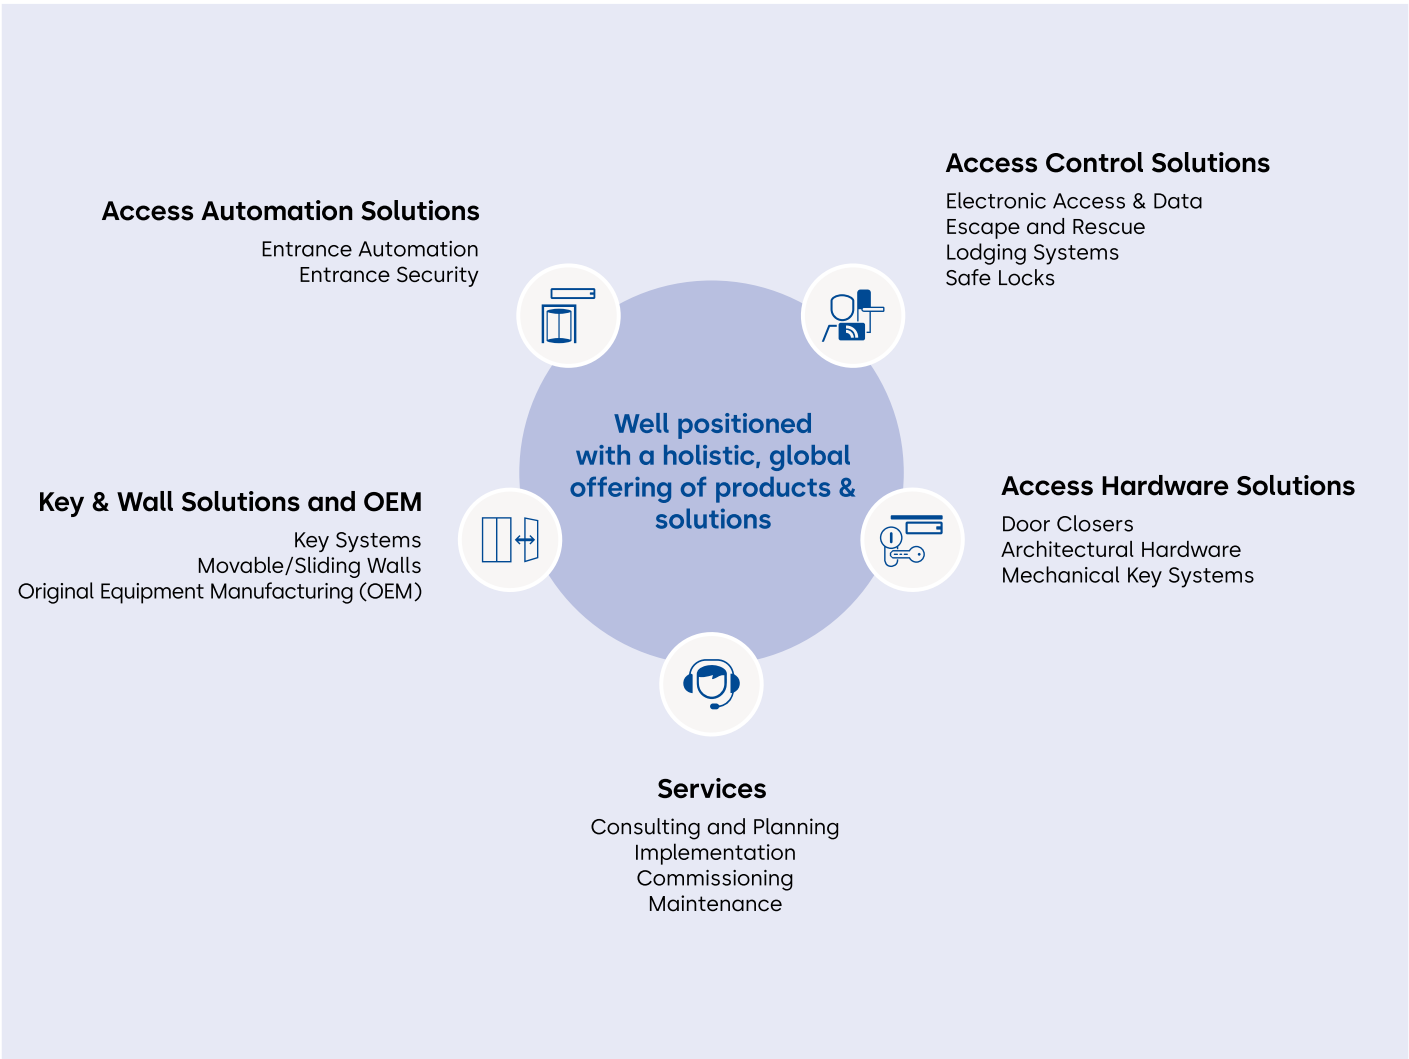 Access Automation Solutions
Entrance Automation
Entrance Security
Access Control Solutions
Electronic Access & Data
Escape and Rescue
Lodging Systems
Safe Locks
Well positioned
with a holistic, global
offering of products &
solutions
Key & Wall Solutions and OEM
Key Systems
Movable/Sliding Walls
Original Equipment Manufacturing (OEM)
Access Hardware Solutions
Door Closers
Architectural Hardware
Mechanical Key Systems
Services
Consulting and Planning
Implementation
Commissioning
Maintenance